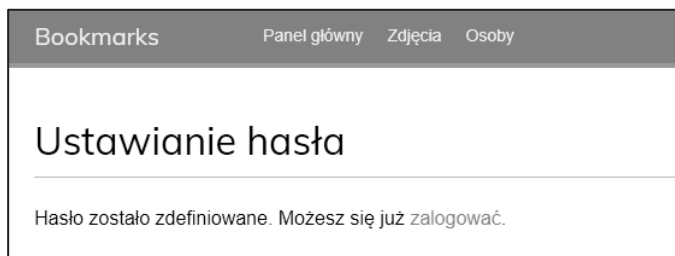 Bookmarks Panel główny Zdjęcia Osoby
Ustawianie hasła
Hasło zostało zdefiniowane. Możesz się już zalogować.